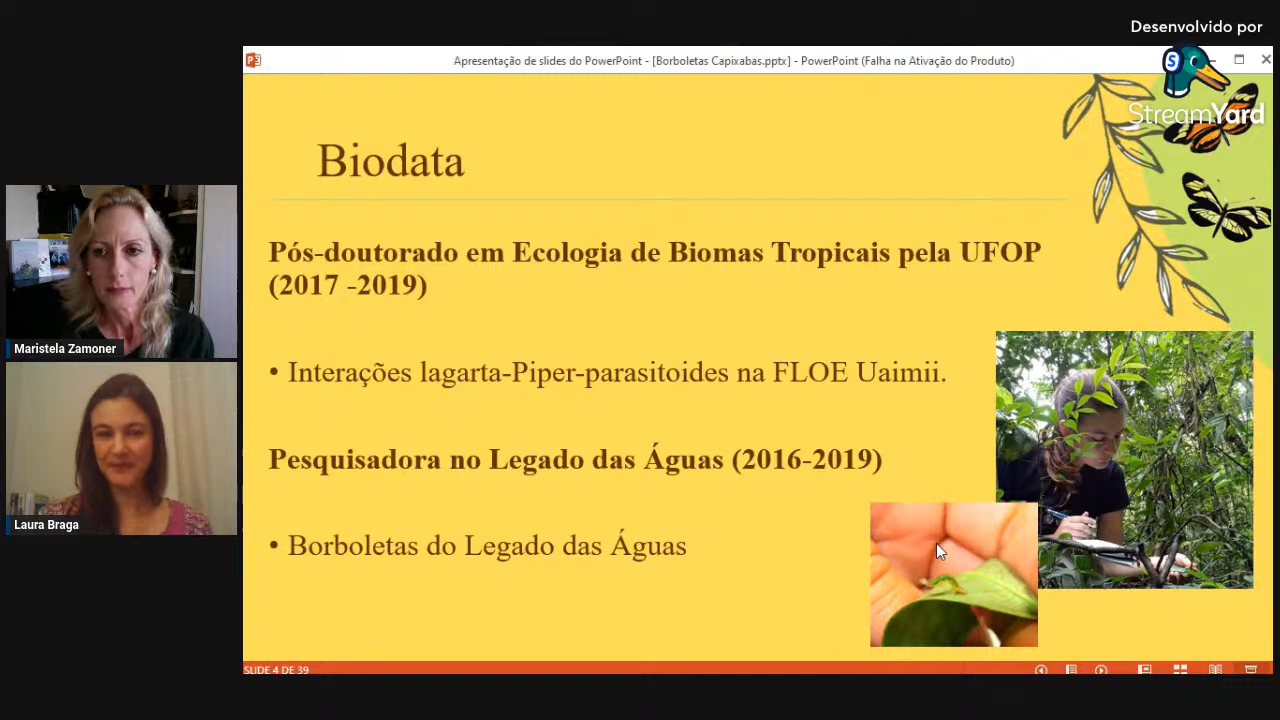 Desenvolvido por
StreamYard
Apresentação de slides do PowerPoint - [Borboletas Capixabas.pptx] - PowerPoint (Falha na Ativação do Produto)
Biodata
Pós-doutorado em Ecologia de Biomas Tropicais pela UFOP
(2017 -2019)
• Interações lagarta-Piper-parasitoides na FLOE Uaimii.
Pesquisadora no Legado das Águas (2016-2019)
• Borboletas do Legado das Águas
Maristela Zamoner
Laura Braga
SLIDE 4 DE 39